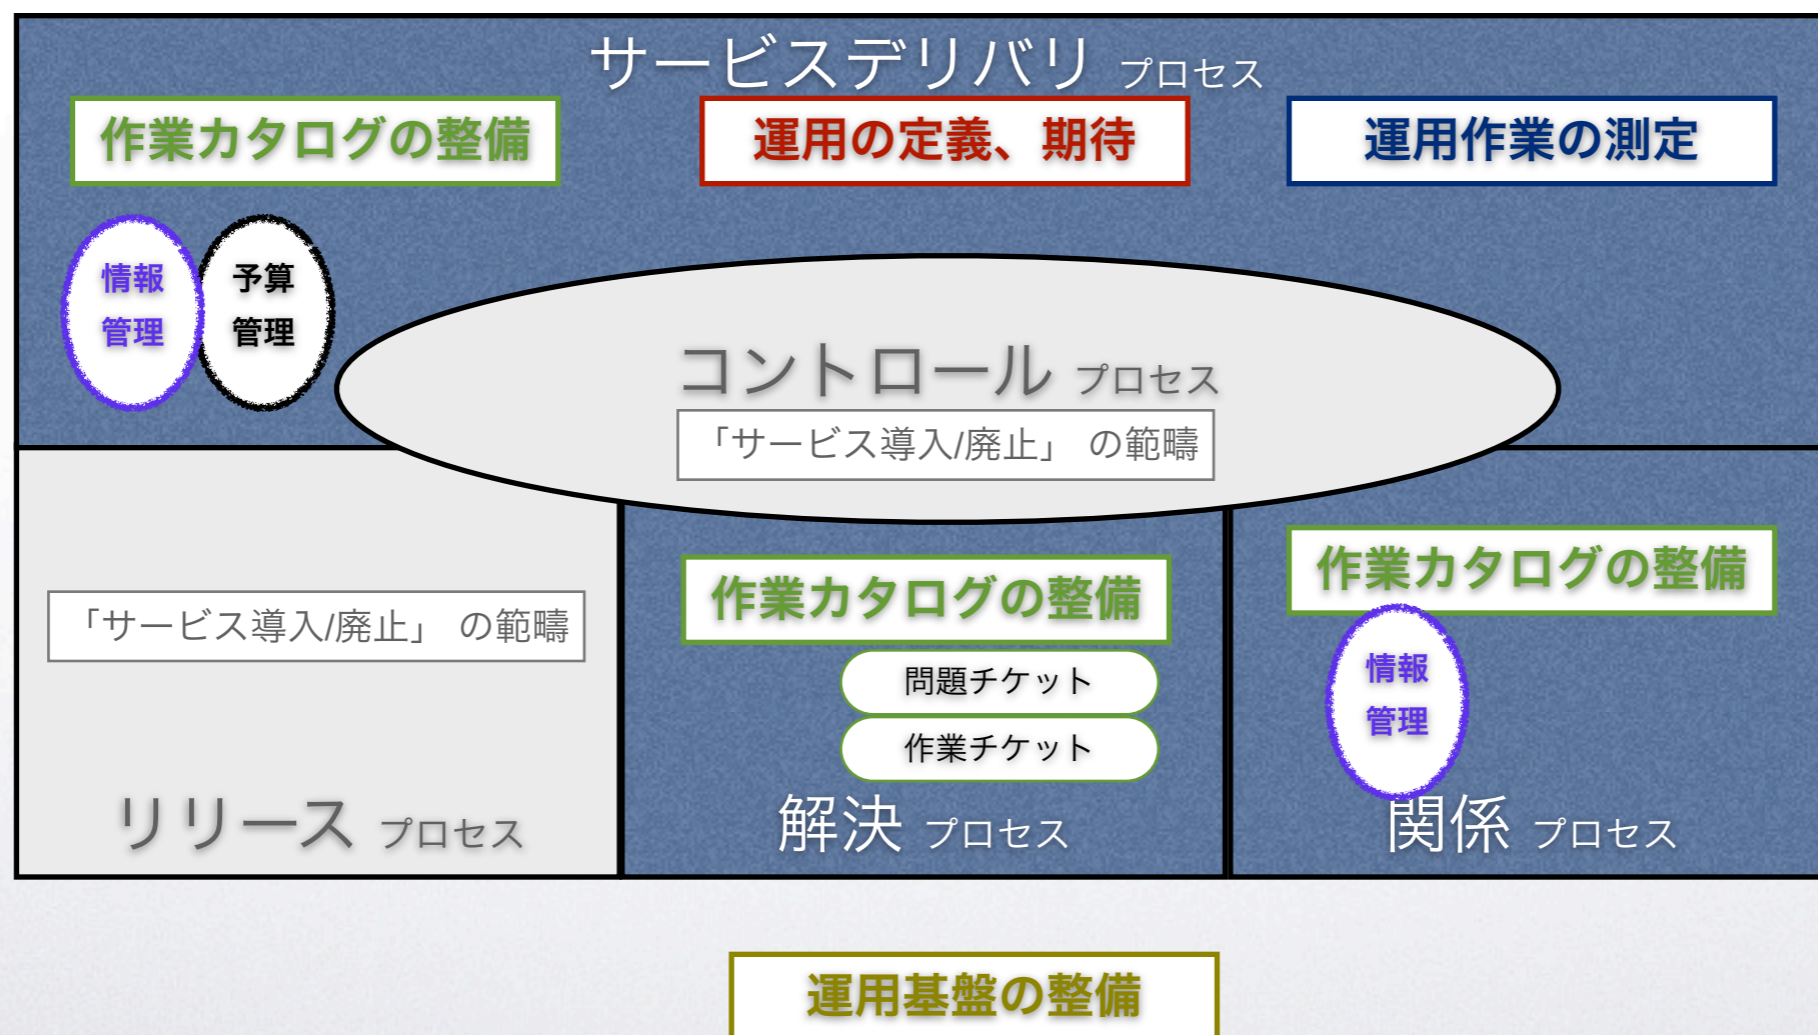 サービスデリバリ プロセス
作業カタログの整備
運用の定義、期待
運用作業の測定
情報
管理
予算
管理
コントロール プロセス
「サービス導入/廃止」 の範疇
「サービス導入/廃止」 の範疇
リリース プロセス
作業カタログの整備
問題チケット
作業チケット
解決 プロセス
作業カタログの整備
情報
管理
関係 プロセス
運用基盤の整備